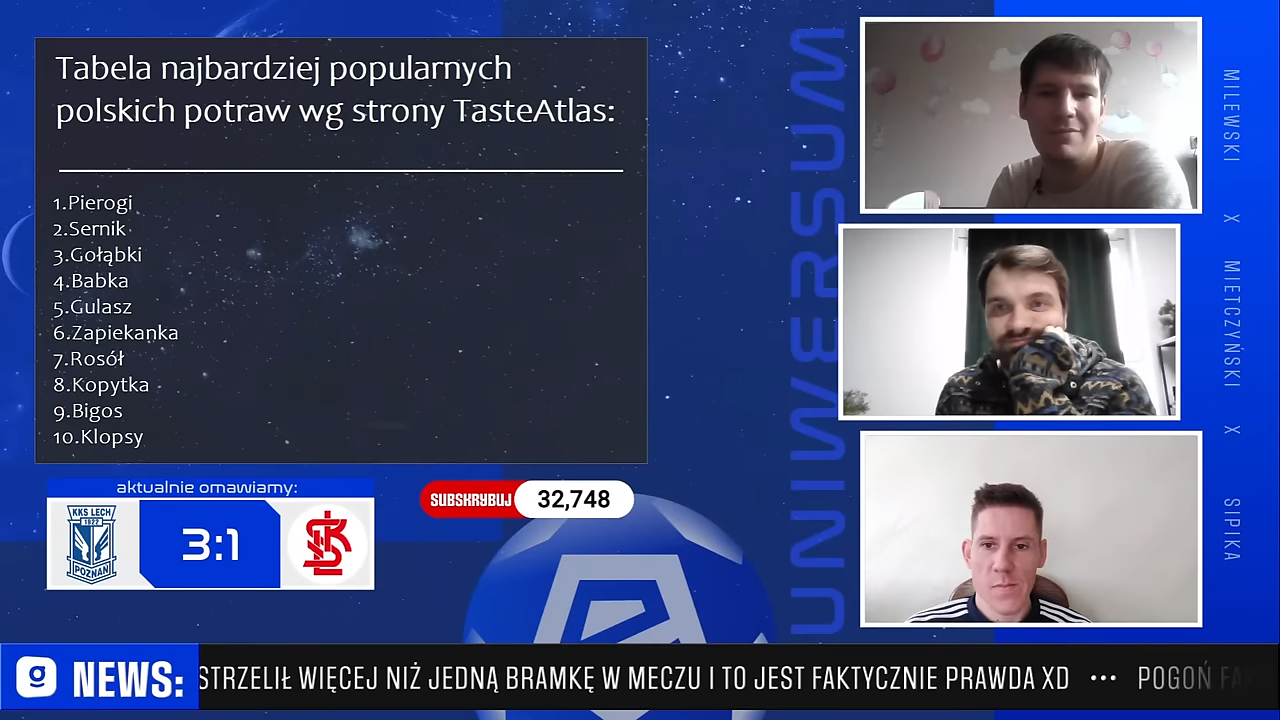 Tabela najbardziej popularnych
polskich potraw wg strony TasteAtlas:
1.Pierogi
2.Sernik
3.Gołąbki
4.Babka
5.Gulasz
6.Zapiekanka
7.Rosół
8.Kopytka
9.Bigos
10.Klopsy
aktualnie omawiamy:
KKS LECH
1922
POZNAŃ
3:1
ŁKS
SUBSKRYBUJ 32,748
UNIWERSUM
MILEWSKI X MIETCZYŃSKI X SIPIKA
g NEWS: STRZELIŁ WIĘCEJ NIŻ JEDNĄ BRAMKĘ W MECZU I TO JEST FAKTYCZNIE PRAWDA XD ••• POGOŃ